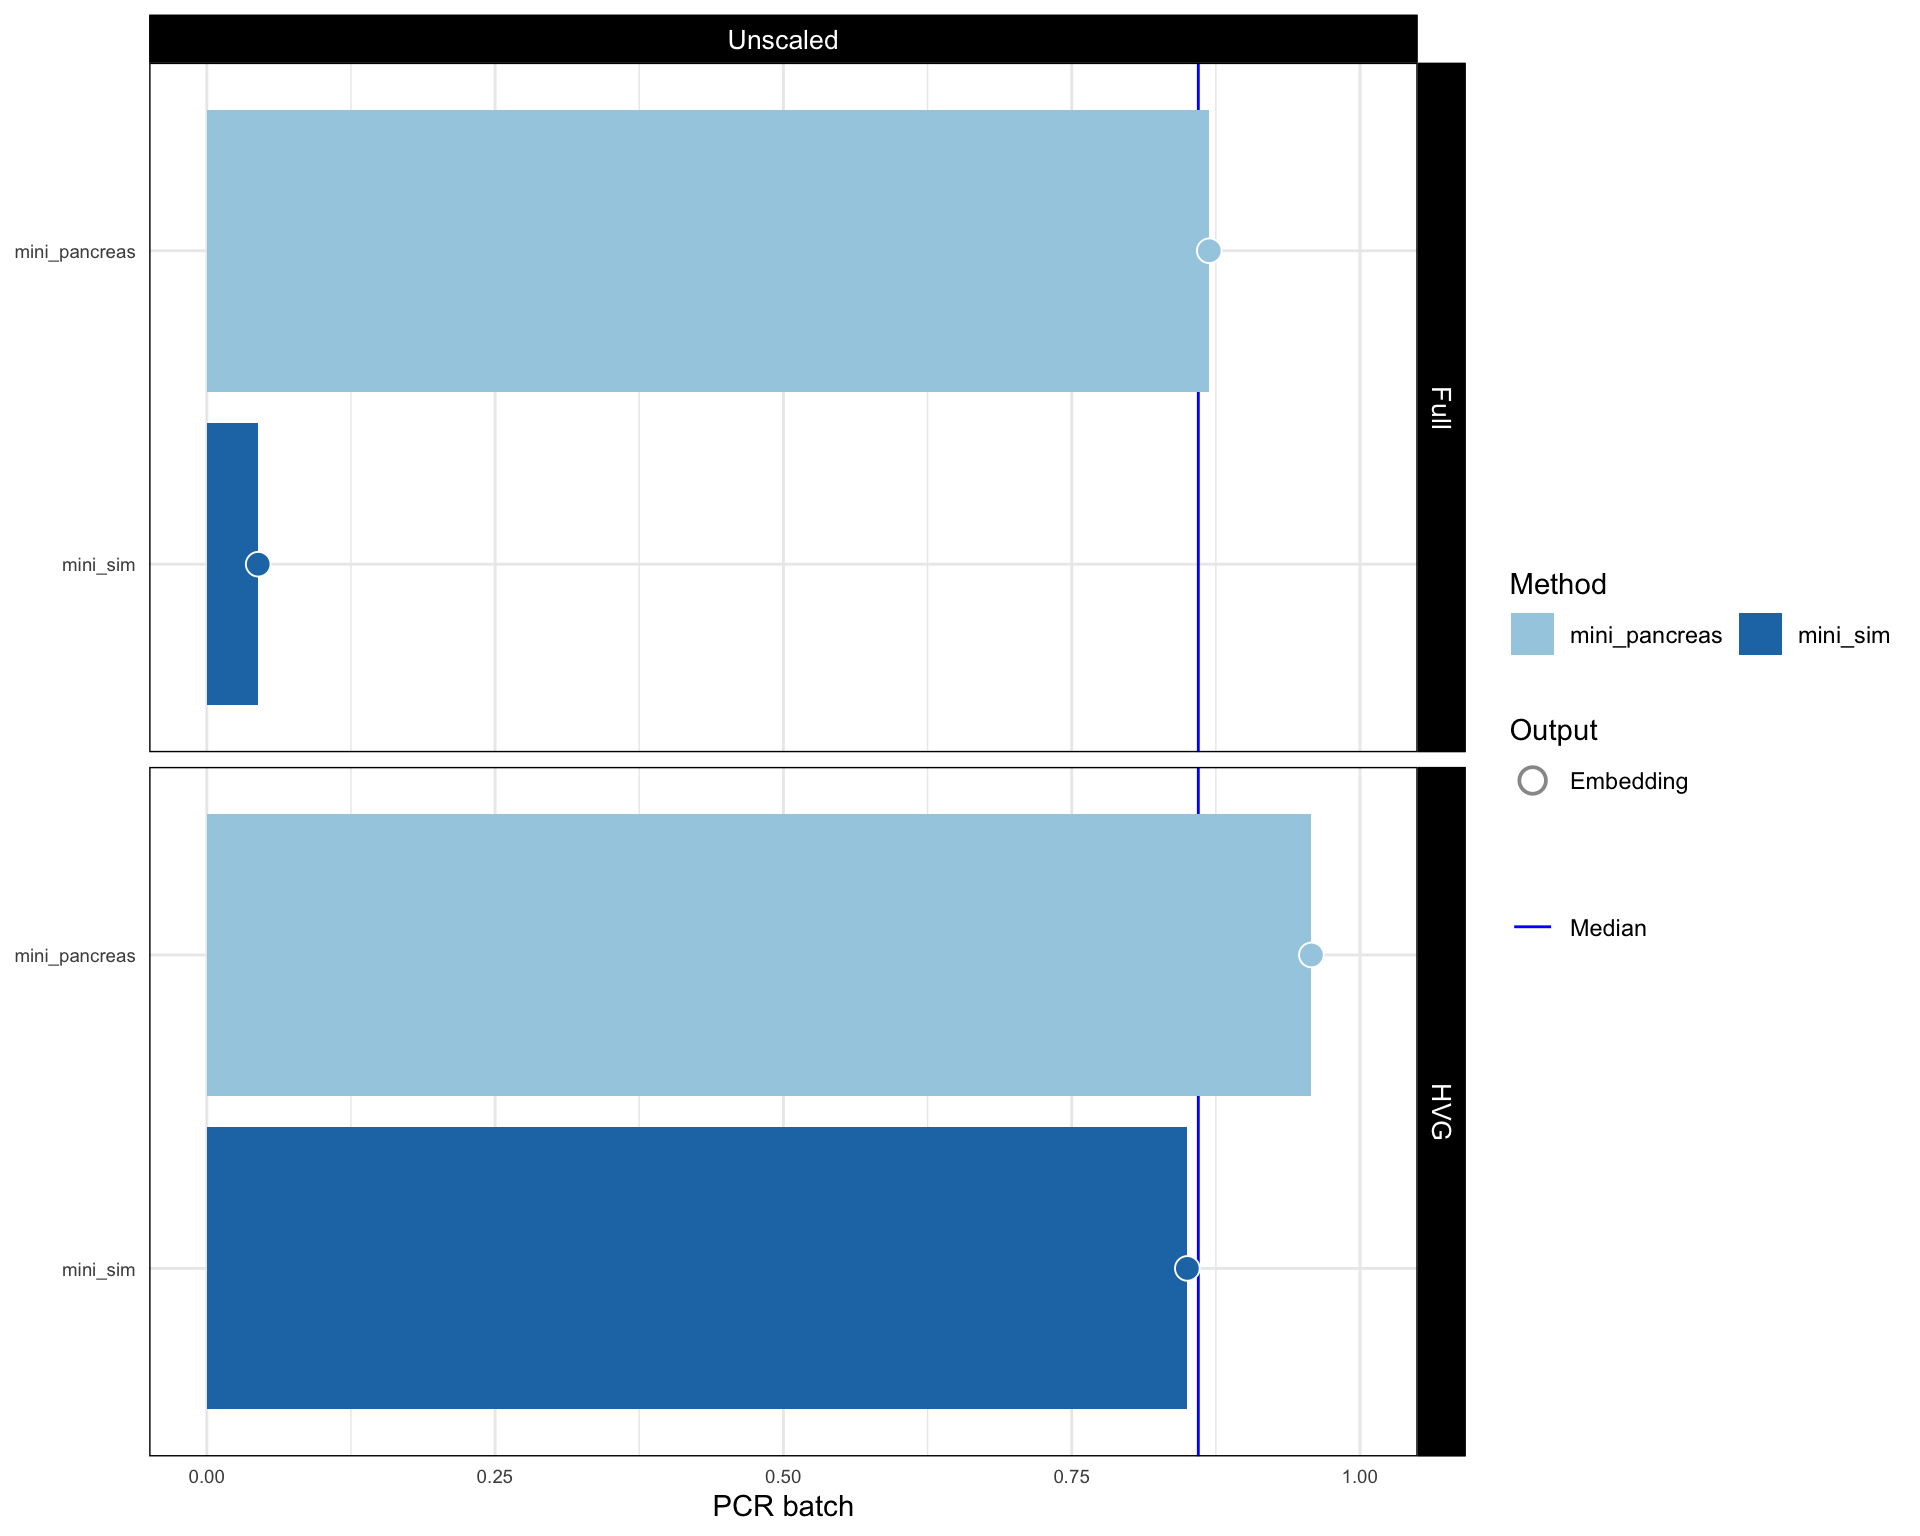 Unscaled
mini_pancreas
mini_sim
Full
mini_pancreas
mini_sim
HVG
0.00 0.25 0.50 0.75 1.00
PCR batch
Method
mini_pancreas mini_sim
Output
Embedding
Median